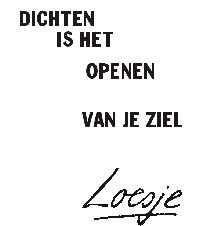 DICHTEN
IS HET
OPENEN
VAN JE ZIEL
Loesje